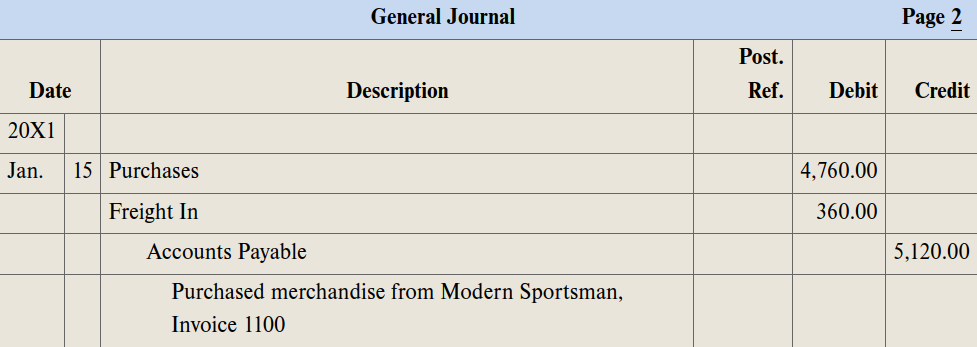 General Journal Page 2
Post.
Date Description Ref. Debit Credit
20X1
Jan. 15 Purchases 4,760.00
Freight In 360.00
Accounts Payable 5,120.00
Purchased merchandise from Modern Sportsman,
Invoice 1100